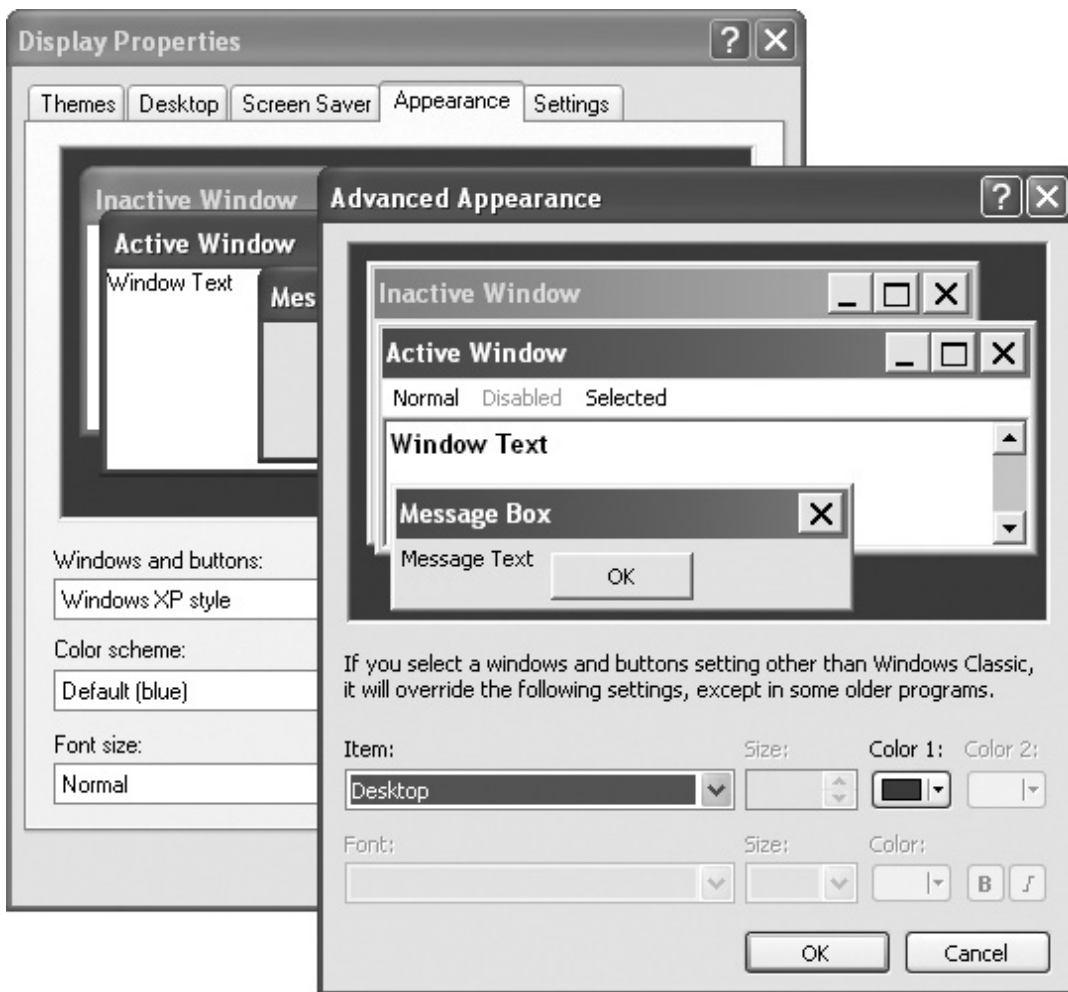 Display Properties
Themes Desktop Screen Saver Appearance Settings
Inactive Window
Active Window
Window Text
Mes
Windows and buttons:
Windows XP style
Color scheme:
Default (blue)
Font size:
Normal
Advanced Appearance
Inactive Window
Active Window
Normal Disabled Selected
Window Text
Message Box
Message Text
OK
If you select a windows and buttons setting other than Windows Classic,
it will override the following settings, except in some older programs.
Item: Size: Color 1: Color 2:
Desktop
Font: Size: Color:
B I
OK Cancel